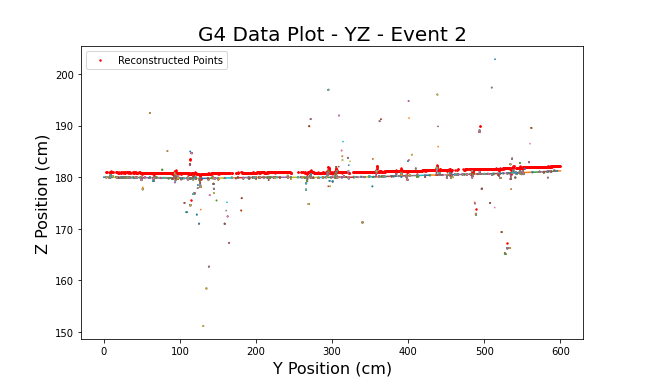 G4 Data Plot - YZ - Event 2
Reconstructed Points
200
190
180
170
160
150
Z Position (cm)
0 100 200 300 400 500 600
Y Position (cm)